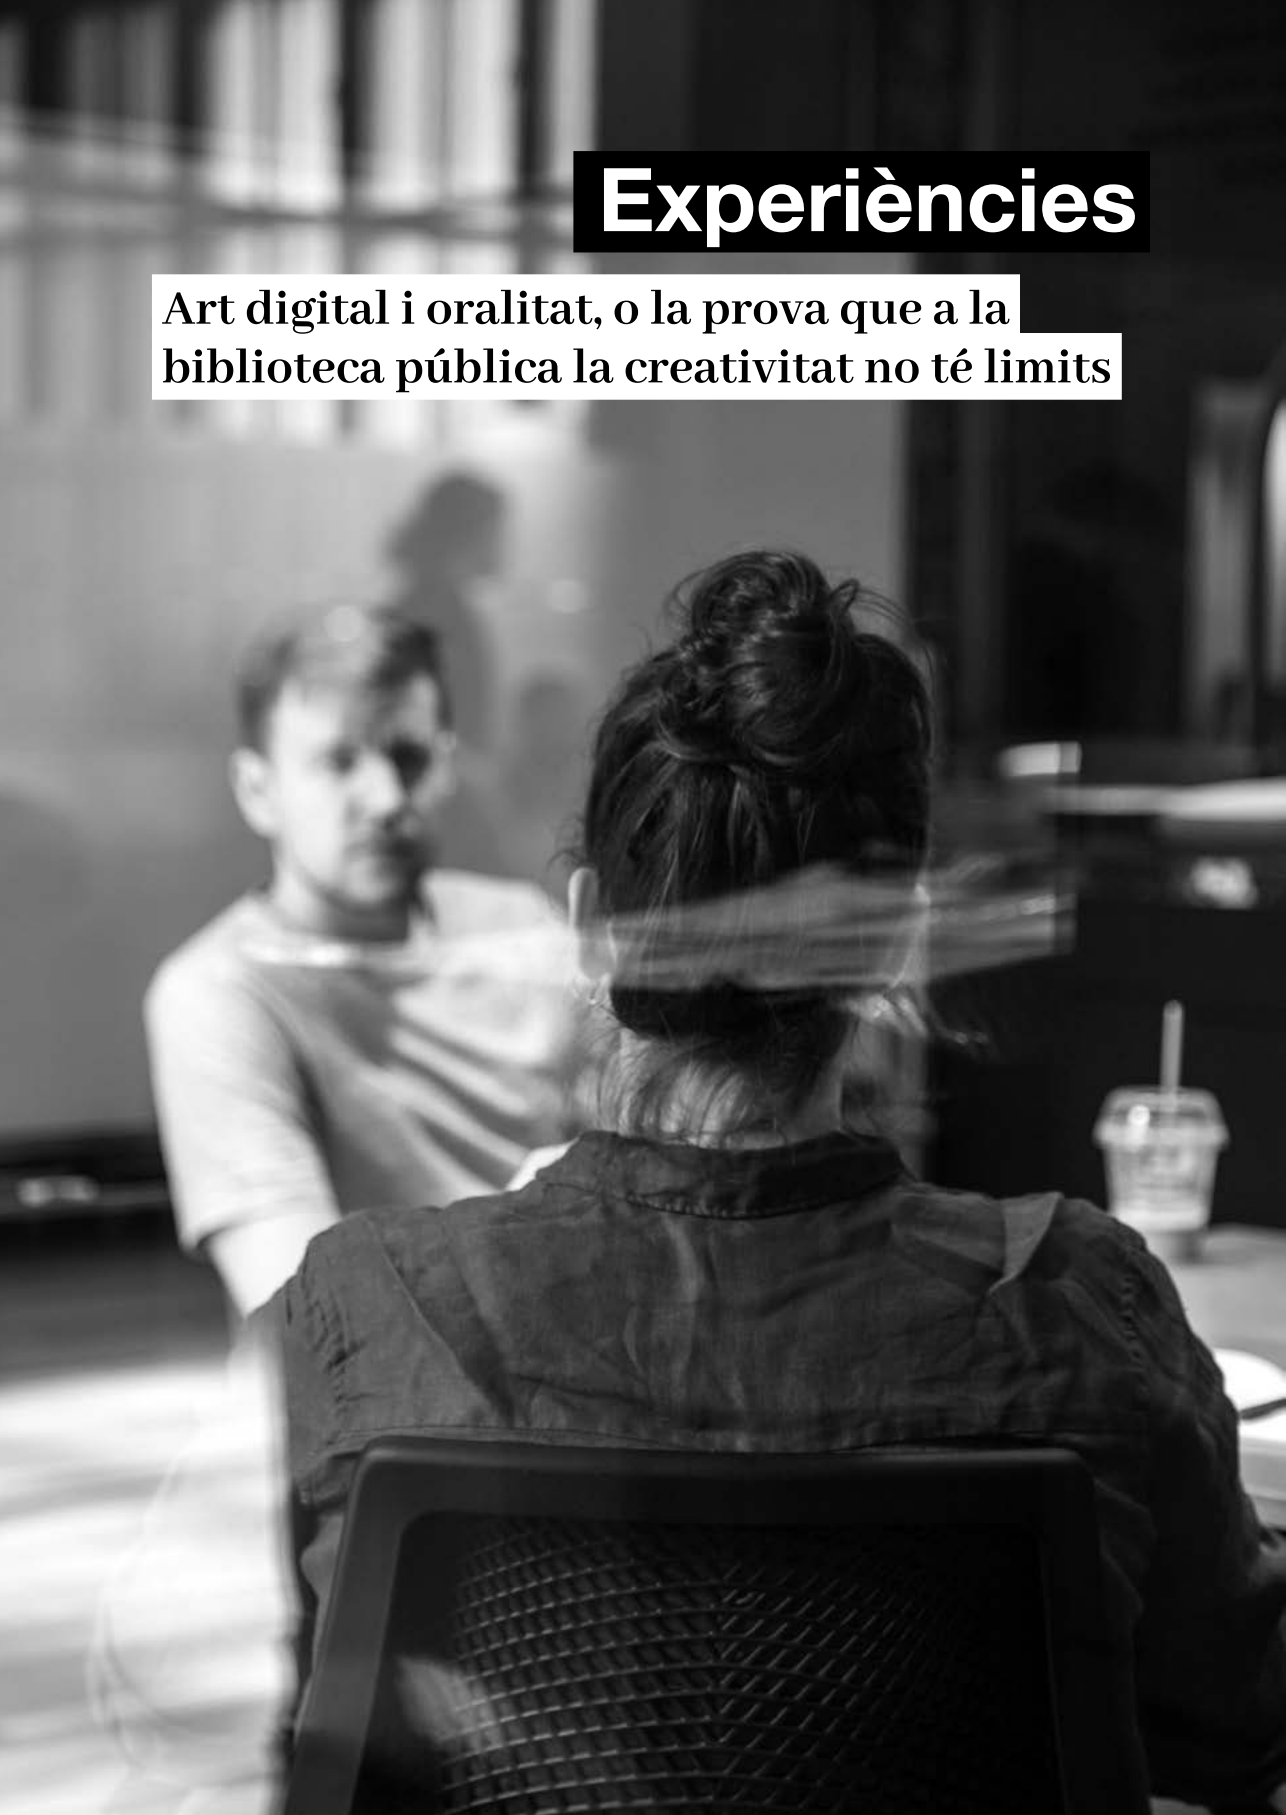 Experiències
Art digital i oralitat, o la prova que a la
biblioteca pública la creativitat no té limits